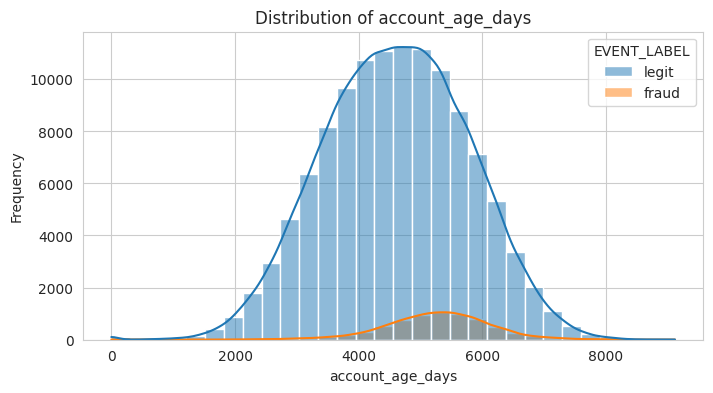 Distribution of account_age_days
EVENT_LABEL
legit
fraud
Frequency
10000
8000
6000
4000
2000
0
0
2000
4000
6000
8000
account_age_days